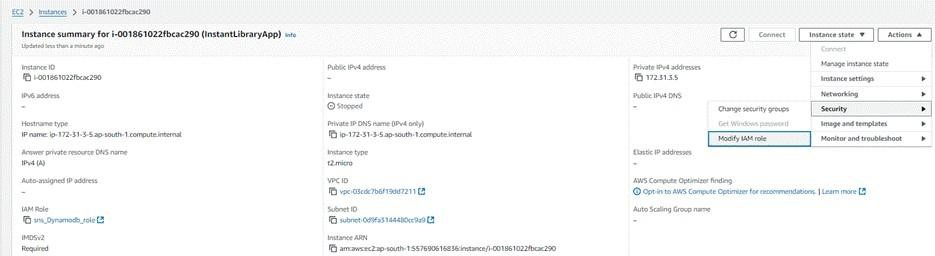 EC2 > Instances > i-001861022fbcac290
Instance summary for i-001861022fbcac290 (InstantLibraryApp) Info
Updated less than a minute ago
Connect
Instance state ▼
Actions ▲
Connect
Manage instance state
Instance settings
Networking
Security
Image and templates
Monitor and troubleshoot
Change security groups
Get Windows password
Modify IAM role
Instance ID
i-001861022fbcac290
Public IPv4 address
–
Private IPv4 addresses
172.31.3.5
IPv6 address
–
Instance state
Stopped
Public IPv4 DNS
–
Hostname type
IP name: ip-172-31-3-5.ap-south-1.compute.internal
Private IP DNS name (IPv4 only)
ip-172-31-3-5.ap-south-1.compute.internal
Answer private resource DNS name
IPv4 (A)
Instance type
t2.micro
Elastic IP addresses
–
Auto-assigned IP address
–
VPC ID
vpc-03cdc7b6f19dd7211
AWS Compute Optimizer finding
Opt-in to AWS Compute Optimizer for recommendations. | Learn more
IAM Role
sns_Dynamodb_role
Subnet ID
subnet-0d9fa3144480cc9a9
Auto Scaling Group name
–
IMDSv2
Required
Instance ARN
arn:aws:ec2:ap-south-1:557690616836:instance/i-001861022fbcac290